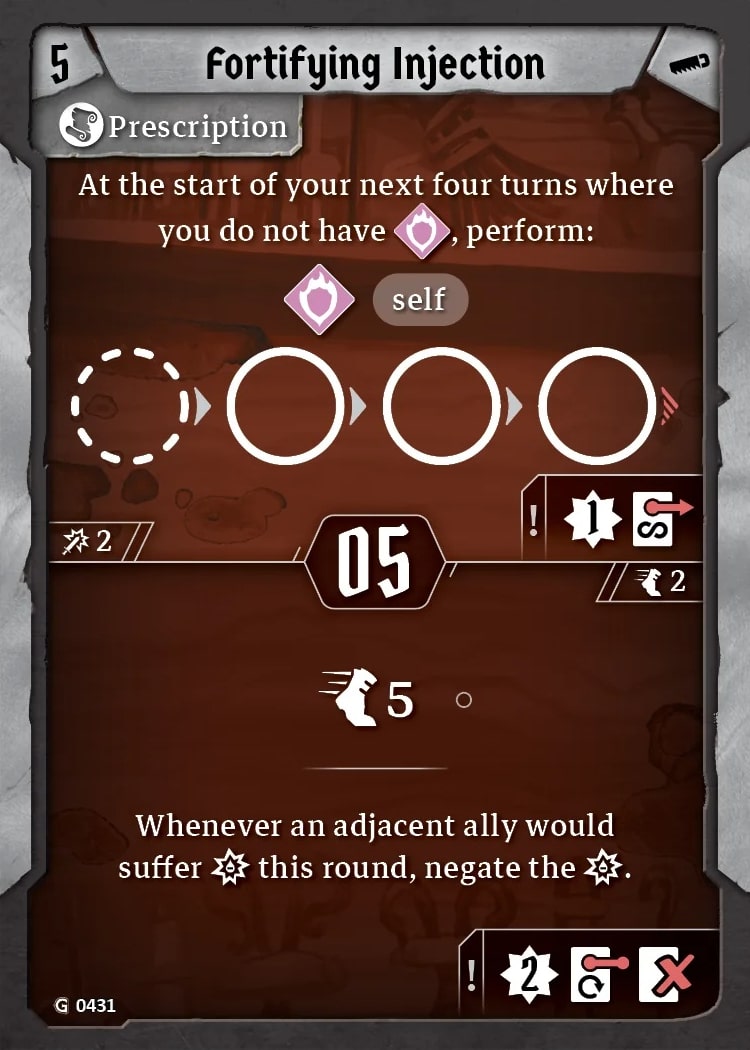 5
Fortifying Injection
Prescription
At the start of your next four turns where
you do not have , perform:
self
! 1
2
05
2
5
Whenever an adjacent ally would
suffer this round, negate the .
! 2
G 0431